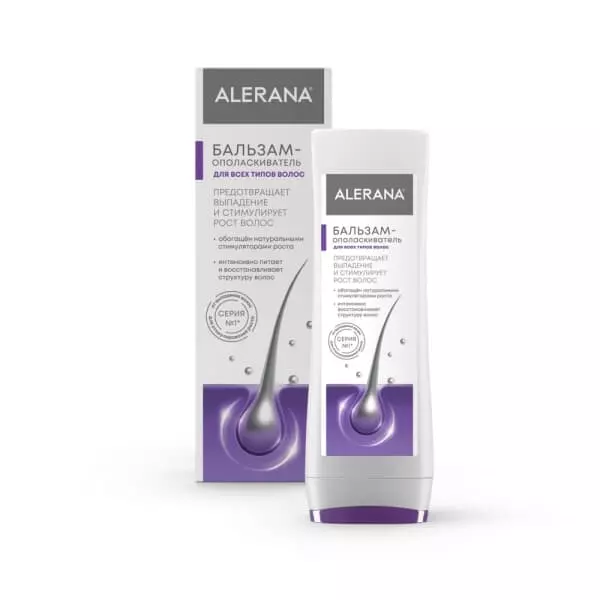 ALERANA®
БАЛЬЗАМ-
ОПОЛАСКИВАТЕЛЬ
ДЛЯ ВСЕХ ТИПОВ ВОЛОС
ПРЕДОТВРАЩАЕТ
ВЫПАДЕНИЕ
И СТИМУЛИРУЕТ
РОСТ ВОЛОС
• обогащён натуральными
стимуляторами роста
• интенсивно питает
и восстанавливает
структуру волос
СЕРИЯ
№1*
ALERANA®
БАЛЬЗАМ-
ОПОЛАСКИВАТЕЛЬ
ДЛЯ ВСЕХ ТИПОВ ВОЛОС
ПРЕДОТВРАЩАЕТ
ВЫПАДЕНИЕ
И СТИМУЛИРУЕТ
РОСТ ВОЛОС
• обогащён натуральными
стимуляторами роста
• интенсивно
восстанавливает
структуру волос
СЕРИЯ
№1*